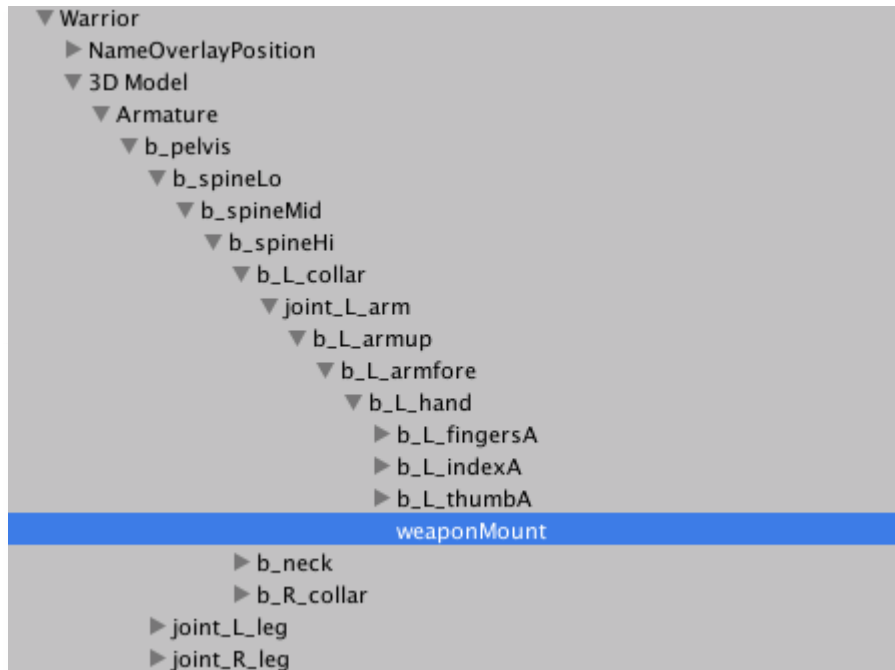 Warrior
NameOverlayPosition
3D Model
Armature
b_pelvis
b_spineLo
b_spineMid
b_spineHi
b_L_collar
joint_L_arm
b_L_armup
b_L_armfore
b_L_hand
b_L_fingersA
b_L_indexA
b_L_thumbA
weaponMount
b_neck
b_R_collar
joint_L_leg
joint_R_leg